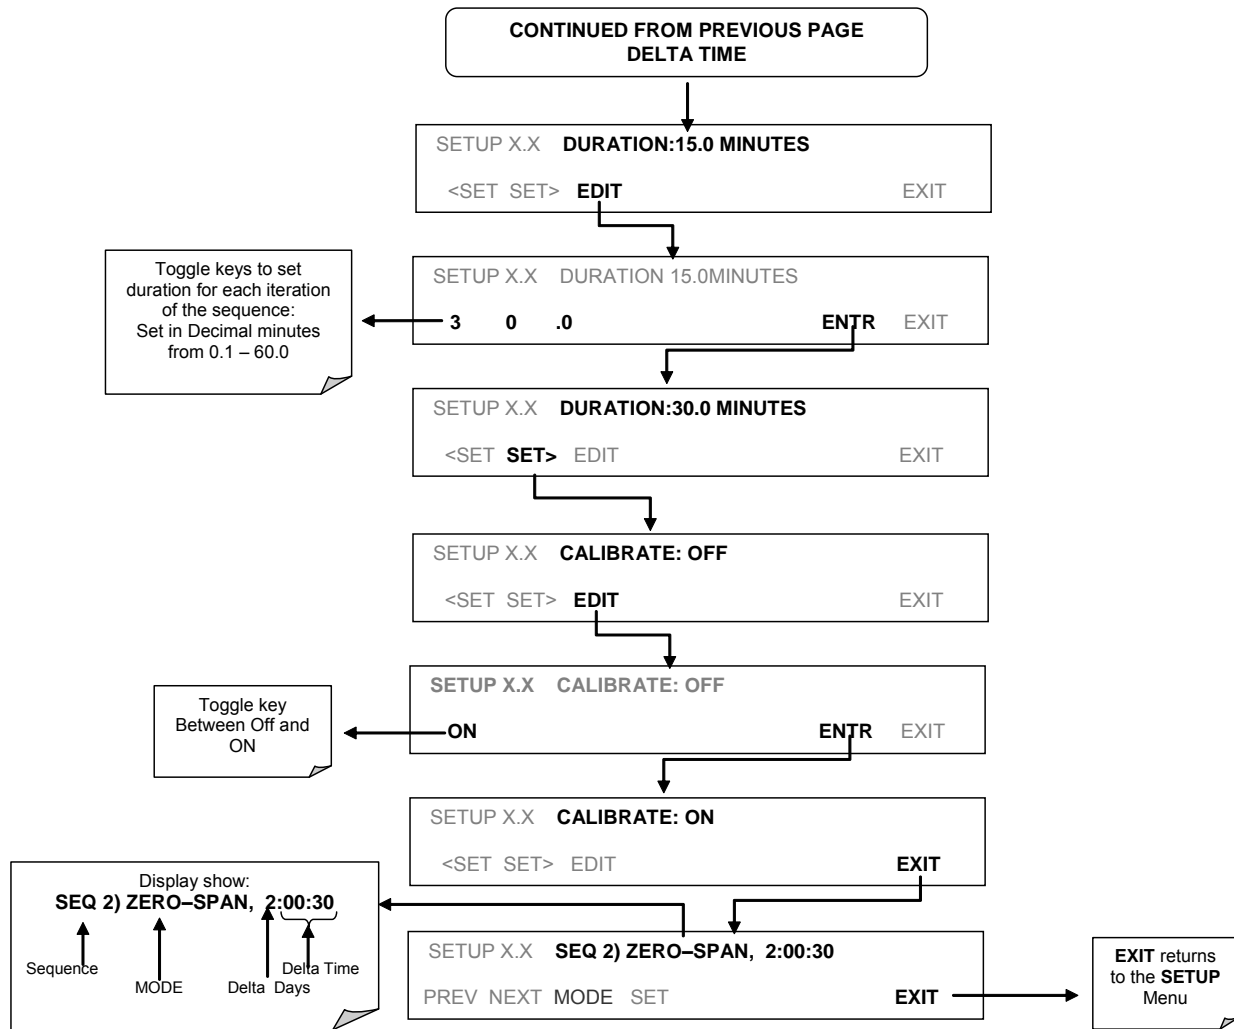 CONTINUED FROM PREVIOUS PAGE
DELTA TIME
SETUP X.X DURATION:15.0 MINUTES
<SET SET> EDIT EXIT
Toggle keys to set
duration for each iteration
of the sequence:
Set in Decimal minutes
from 0.1 – 60.0
SETUP X.X DURATION 15.0MINUTES
3 0 .0 ENTR EXIT
SETUP X.X DURATION:30.0 MINUTES
<SET SET> EDIT EXIT
SETUP X.X CALIBRATE: OFF
<SET SET> EDIT EXIT
Toggle key
Between Off and
ON
SETUP X.X CALIBRATE: OFF
ON ENTR EXIT
SETUP X.X CALIBRATE: ON
<SET SET> EDIT EXIT
Display show:
SEQ 2) ZERO–SPAN, 2:00:30
Sequence
MODE
Delta Days
Delta Time
SETUP X.X SEQ 2) ZERO–SPAN, 2:00:30
PREV NEXT MODE SET EXIT
EXIT returns
to the SETUP
Menu